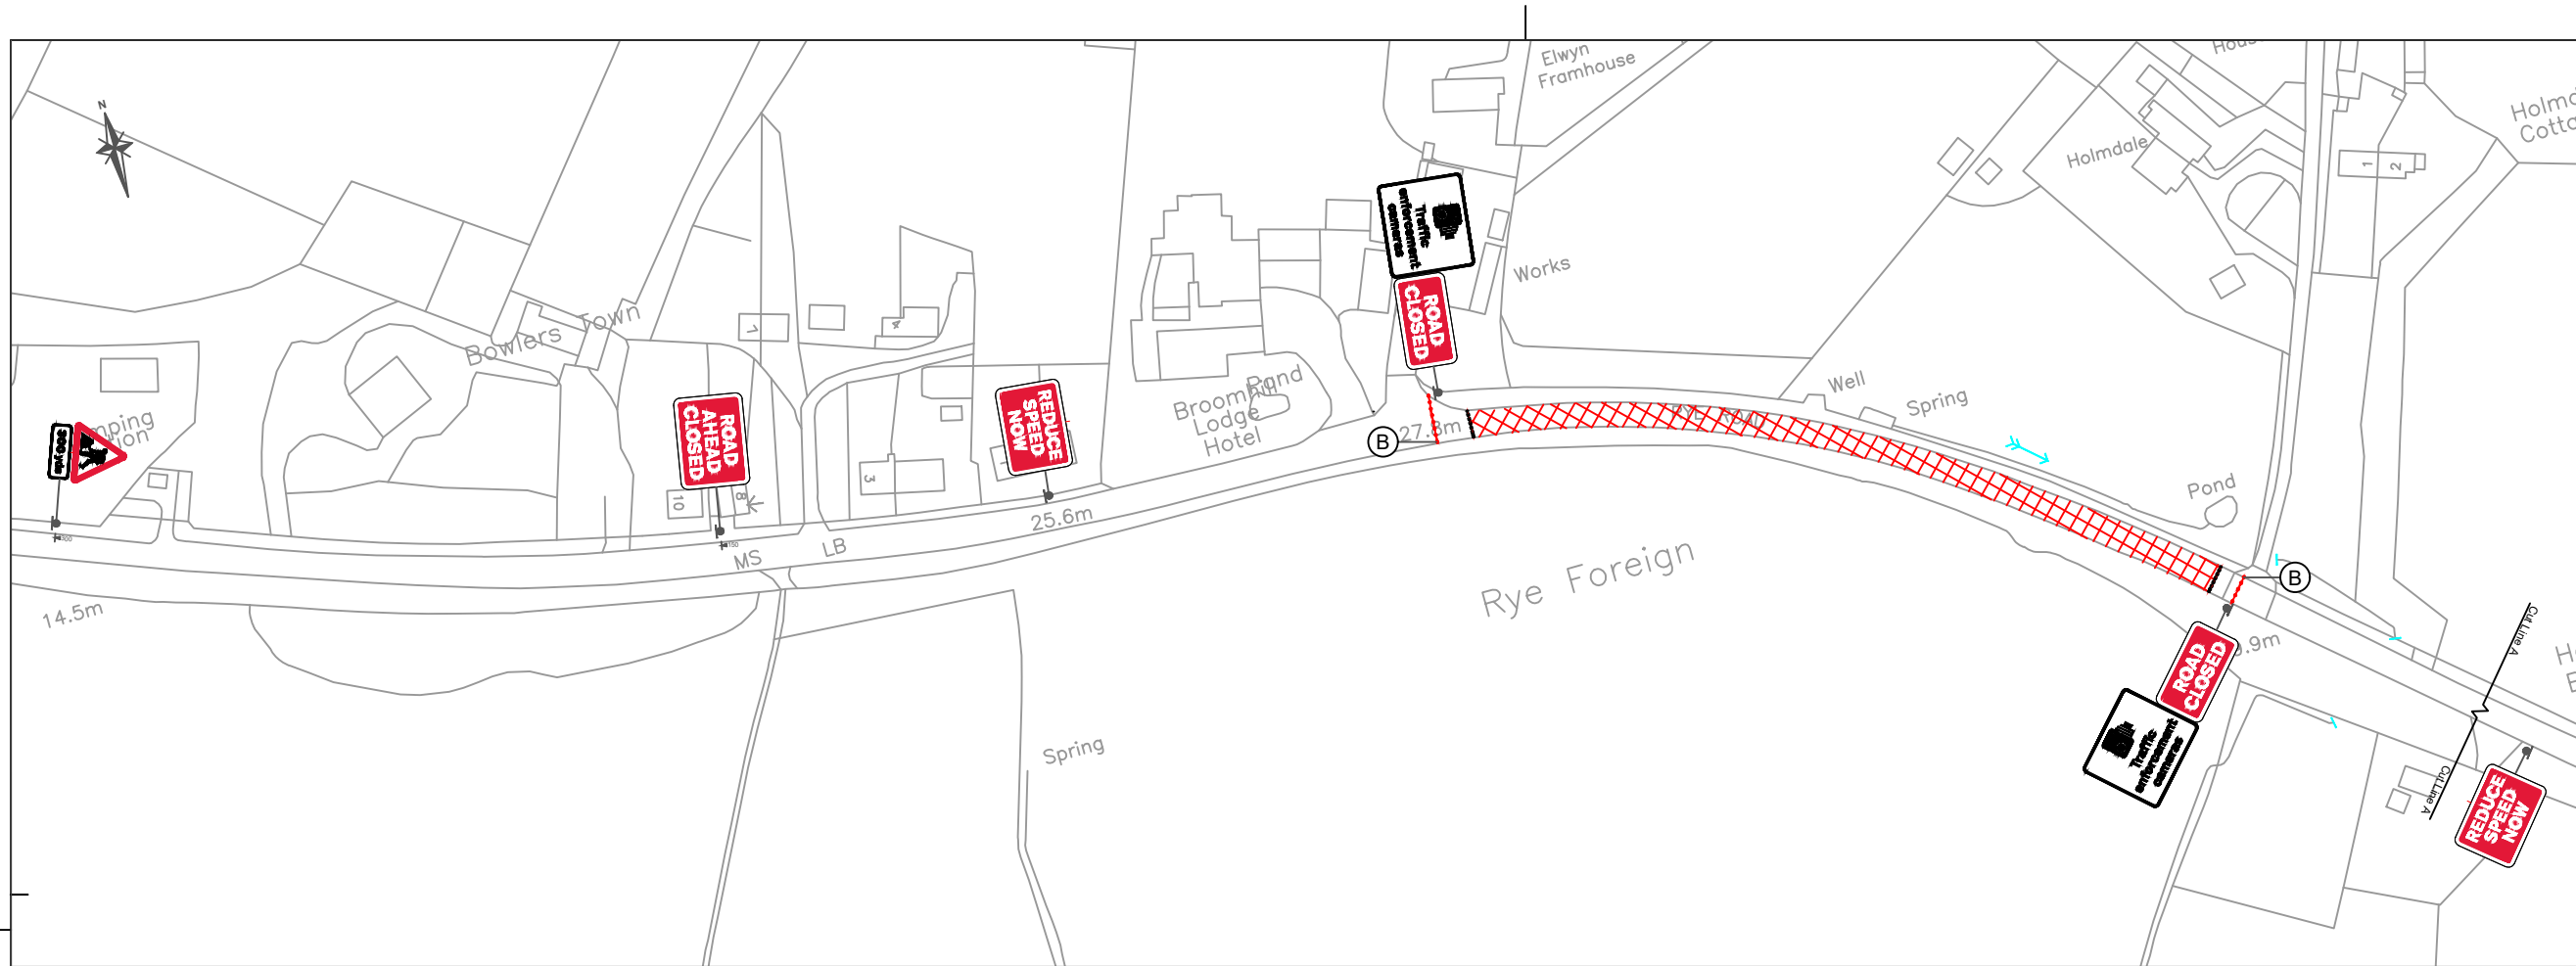 N
Elwyn
Framhouse
Holmdale
1
2
Works
Traffic
enforcement
cameras
ROAD
CLOSED
Bowlers Town
7
4
300 yds
ROAD
AHEAD
CLOSED
REDUCE
SPEED
NOW
Broomhill
Lodge
Hotel
Pond
3
10
8
B
27.8m
Well
Spring
Pond
25.6m
MS
LB
14.5m
Rye Foreign
B
Spring
ROAD
CLOSED
Traffic
enforcement
cameras
Cut Line A
Cut Line A
REDUCE
SPEED
NOW